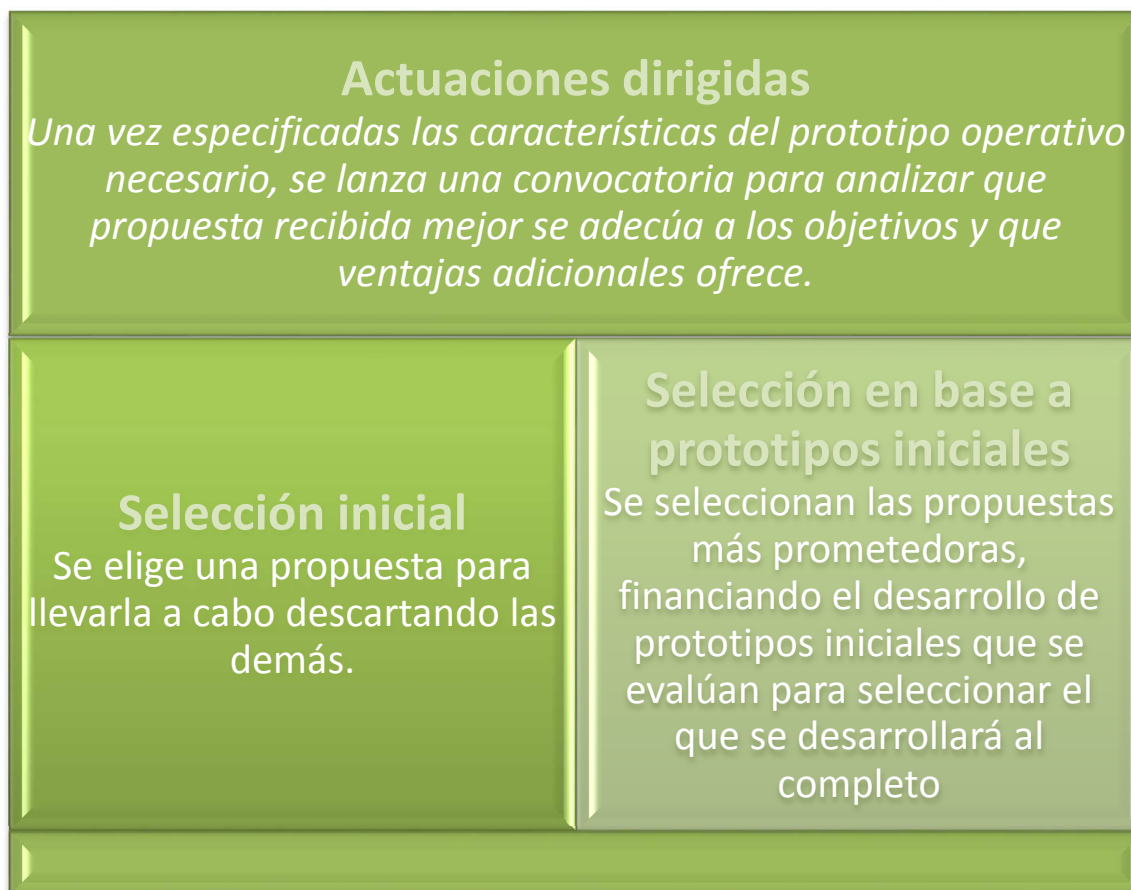 Actuaciones dirigidas
Una vez especificadas las características del prototipo operativo
necesario, se lanza una convocatoria para analizar que
propuesta recibida mejor se adecúa a los objetivos y que
ventajas adicionales ofrece.
Selección inicial
Se elige una propuesta para
llevarla a cabo descartando las
demás.
Selección en base a
prototipos iniciales
Se seleccionan las propuestas
más prometedoras,
financiando el desarrollo de
prototipos iniciales que se
evalúan para seleccionar el
que se desarrollará al
completo